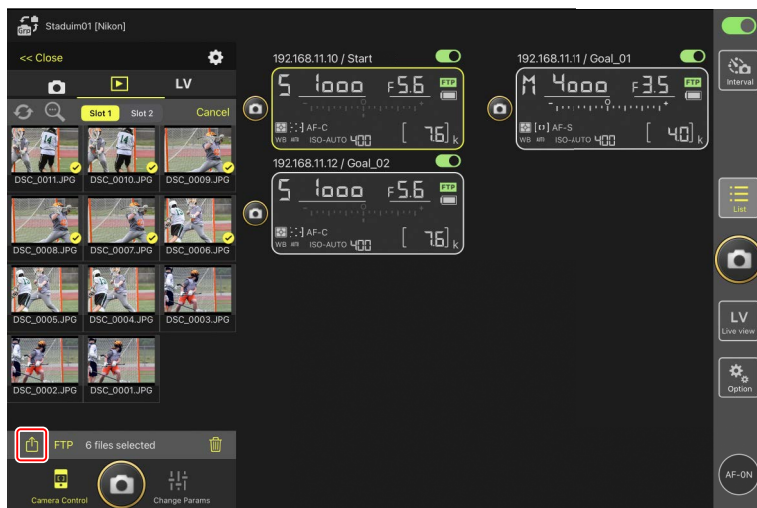 Grp Staduim01 [Nikon]
<< Close
LV
Slot 1 Slot 2 Cancel
DSC_0011.JPG DSC_0010.JPG DSC_0009.JPG
DSC_0008.JPG DSC_0007.JPG DSC_0006.JPG
DSC_0005.JPG DSC_0004.JPG DSC_0003.JPG
DSC_0002.JPG DSC_0001.JPG
FTP 6 files selected
Camera Control Change Params
192.168.11.10 / Start
S 1000 F5.6 FTP
- +
AF-C
WB ISO-AUTO 400 [ 7.6] k
192.168.11.11 / Goal_01
M 4000 F3.5 FTP
- +
AF-S
WB ISO-AUTO 400 [ 4.0] k
192.168.11.12 / Goal_02
S 1000 F5.6 FTP
- +
AF-C
WB ISO-AUTO 400 [ 7.6] k
Interval
List
LV
Live view
Option
AF-ON